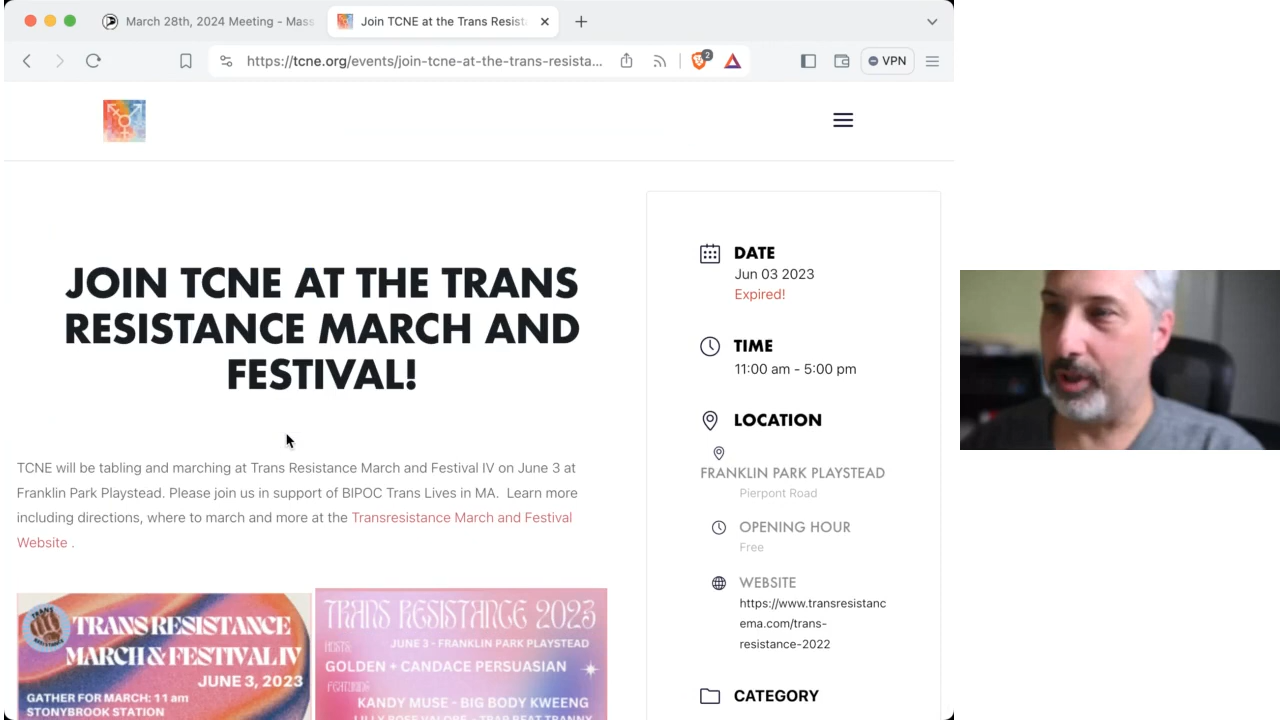 March 28th, 2024 Meeting - Mass
Join TCNE at the Trans Resist
https://tcne.org/events/join-tcne-at-the-trans-resista...
2
VPN
JOIN TCNE AT THE TRANS
RESISTANCE MARCH AND
FESTIVAL!
TCNE will be tabling and marching at Trans Resistance March and Festival IV on June 3 at
Franklin Park Playstead. Please join us in support of BIPOC Trans Lives in MA. Learn more
including directions, where to march and more at the Transresistance March and Festival
Website .
TRANS RESISTANCE
MARCH & FESTIVAL IV
JUNE 3, 2023
GATHER FOR MARCH: 11 am
STONYBROOK STATION
TRANS RESISTANCE 2023
JUNE 3 - FRANKLIN PARK PLAYSTEAD
HOSTS:
GOLDEN + CANDACE PERSUASIAN
FEATURING
KANDY MUSE - BIG BODY KWEENG
DATE
Jun 03 2023
Expired!
TIME
11:00 am - 5:00 pm
LOCATION
FRANKLIN PARK PLAYSTEAD
Pierpont Road
OPENING HOUR
Free
WEBSITE
https://www.transresistanc
ema.com/trans-
resistance-2022
CATEGORY